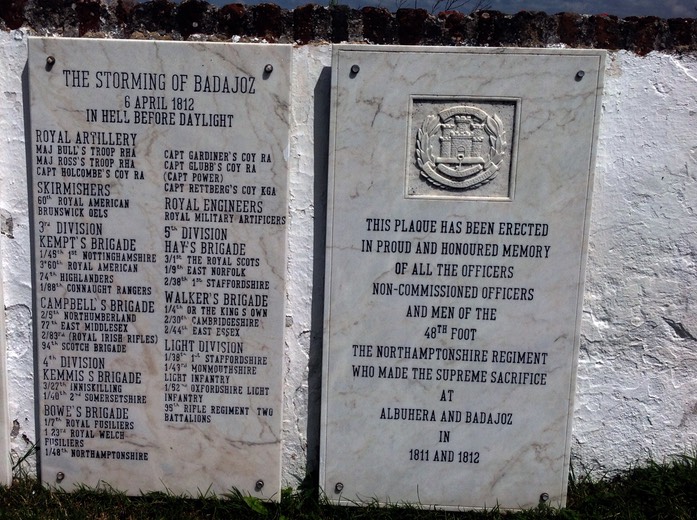 THE STORMING OF BADAJOZ
6 APRIL 1812
IN HELL BEFORE DAYLIGHT
ROYAL ARTILLERY
MAJ BULL'S TROOP RHA
MAJ ROSS'S TROOP RHA
CAPT HOLCOMBE'S COY RA
SKIRMISHERS
60th ROYAL AMERICAN
BRUNSWICK OELS
3rd DIVISION
KEMPT'S BRIGADE
1/45th 1st NOTTINGHAMSHIRE
3°60th ROYAL AMERICAN
74th HIGHLANDERS
1/88th CONNAUGHT RANGERS
CAMPBELL'S BRIGADE
2/5th NORTHUMBERLAND
77th EAST MIDDLESEX
2/83rd (ROYAL IRISH RIFLES)
94th SCOTCH BRIGADE
4th DIVISION
KEMMIS S BRIGADE
3/27th INNISKILLING
1/40th 2nd SOMERSETSHIRE
BOWE'S BRIGADE
1/7th ROYAL FOSILIERS
1 23rd ROYAL WELCH
FUSILIERS
1/48th NORTHAMPTONSHIRE
CAPT GARDINER'S COY RA
CAPT GLUBB'S COY RA
(CAPT POWER)
CAPT RETTBERG'S COY KGA
ROYAL ENGINEERS
ROYAL MILITARY ARTIFICERS
5th DIVISION
HAY'S BRIGADE
3/1st THE ROYAL SCOTS
1/9th EAST NORFOLK
2/38th 1st STAFFORDSHIRE
WALKER'S BRIGADE
1/4th OR THE KING S OWN
2/30th CAMBRIDGESHIRE
2/44th EAST ESSEX
LIGHT DIVISION
1/38th 1st STAFFORDSHIRE
1/43rd MONMOUTHSHIRE
LIGHT INFANTRY
1/52nd OXFORDSHIRE LIGHT
INFANTRY
95th RIFLE REGIMENT TWO
BATTALIONS
THIS PLAQUE HAS BEEN ERECTED
IN PROUD AND HONOURED MEMORY
OF ALL THE OFFICERS
NON-COMMISSIONED OFFICERS
AND MEN OF THE
48th FOOT
THE NORTHAMPTONSHIRE REGIMENT
WHO MADE THE SUPREME SACRIFICE
AT
ALBUHERA AND BADAJOZ
IN
1811 AND 1812